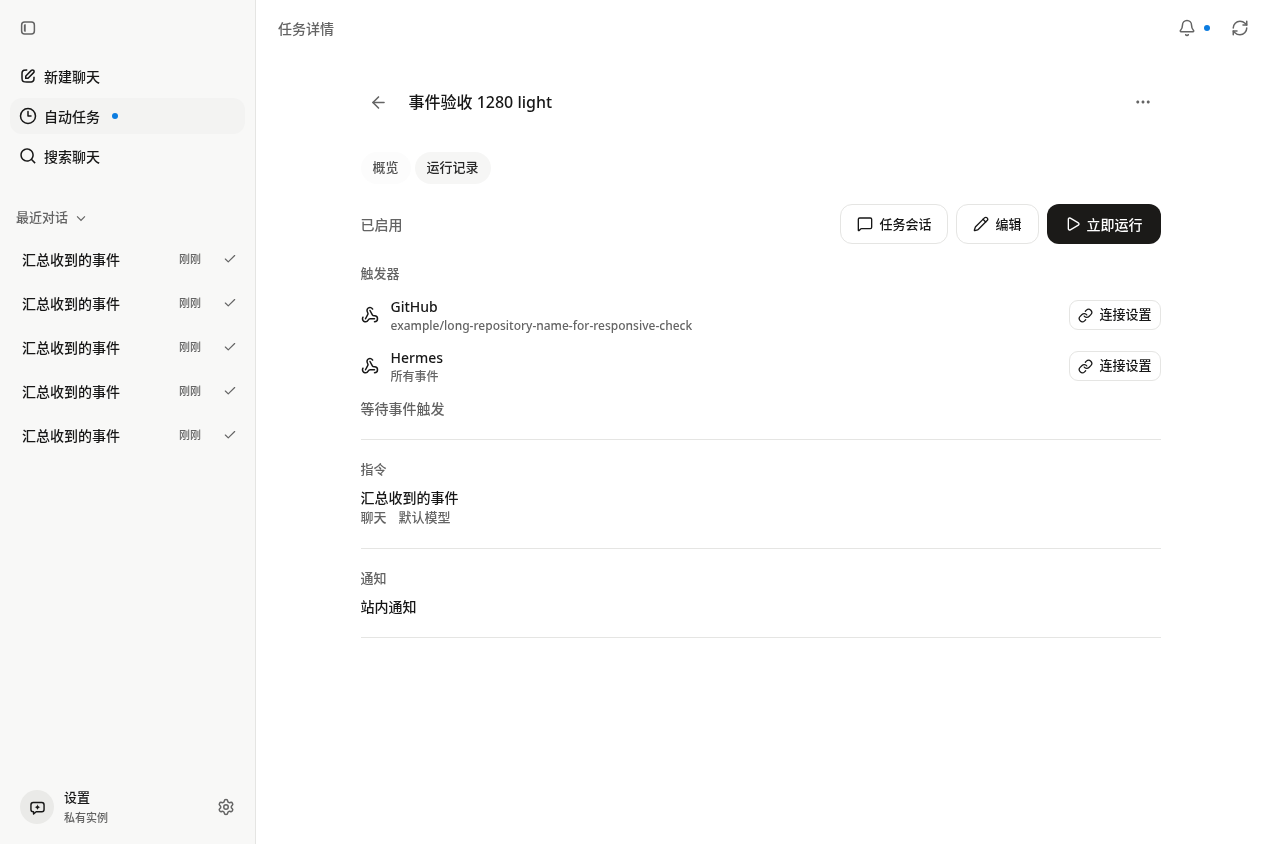 任务详情
新建聊天
自动任务
搜索聊天
最近对话
汇总收到的事件 刚刚
汇总收到的事件 刚刚
汇总收到的事件 刚刚
汇总收到的事件 刚刚
汇总收到的事件 刚刚
设置
私有实例
事件验收 1280 light
概览 运行记录
已启用 任务会话 编辑 立即运行
触发器
GitHub
example/long-repository-name-for-responsive-check
连接设置
Hermes
所有事件
连接设置
等待事件触发
指令
汇总收到的事件
聊天 默认模型
通知
站内通知